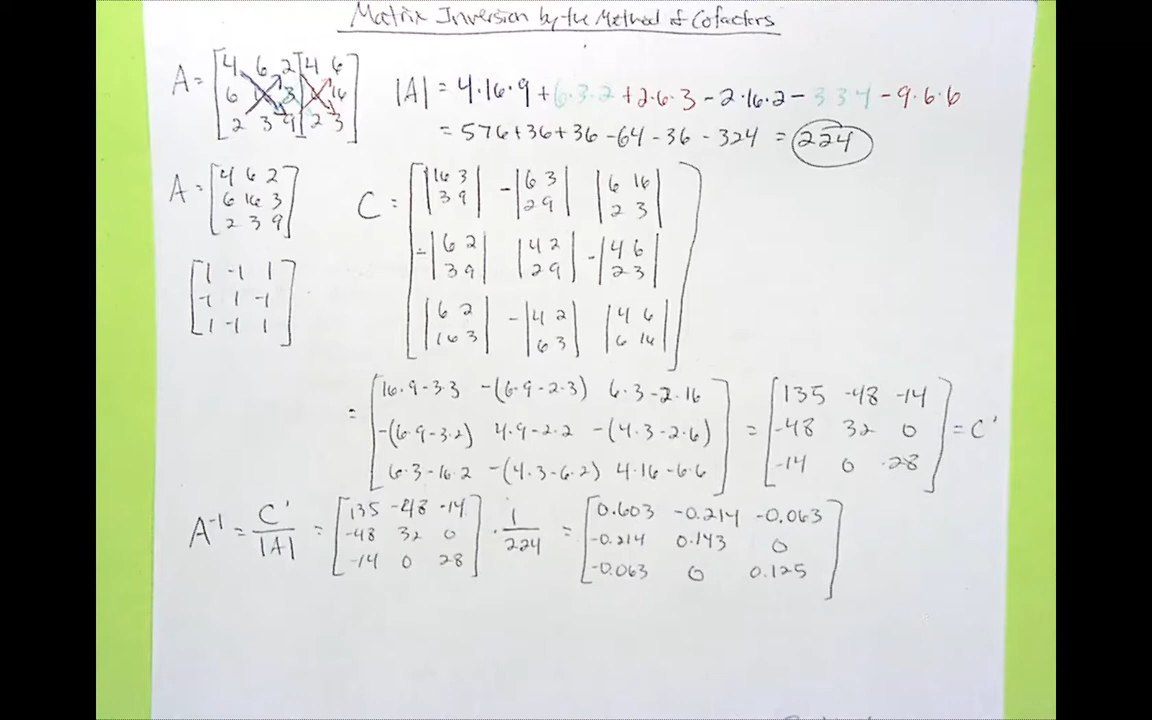 Matrix Inversion by the Method of Cofactors
A = [4 6 2 | 4 6
6 16 3 | 6 16
2 3 9 | 2 3]
|A| = 4·16·9 + 6·3·2 + 2·6·3 - 2·16·2 - 3 3 4 - 9·6·6
= 576 + 36 + 36 - 64 - 36 - 324 = 224
A = [4 6 2
6 16 3
2 3 9]
[1 -1 1
-1 1 -1
1 -1 1]
C = [|16 3| -|6 3| |6 16|
|3 9| |2 9| |2 3|
-|6 2| |4 2| -|4 6|
|3 9| |2 9| |2 3|
|6 2| -|4 2| |4 6|
|16 3| |6 3| |6 16|]
= [16·9-3·3 -(6·9-2·3) 6·3-2·16
-(6·9-3·2) 4·9-2·2 -(4·3-2·6)
6·3-16·2 -(4·3-6·2) 4·16-6·6]
= [135 -48 -14
-48 32 0
-14 0 28] = C'
A⁻¹ = C'/|A| = [135 -48 -14
-48 32 0
-14 0 28] · 1/224
= [0.603 -0.214 -0.063
-0.214 0.143 0
-0.063 0 0.125]